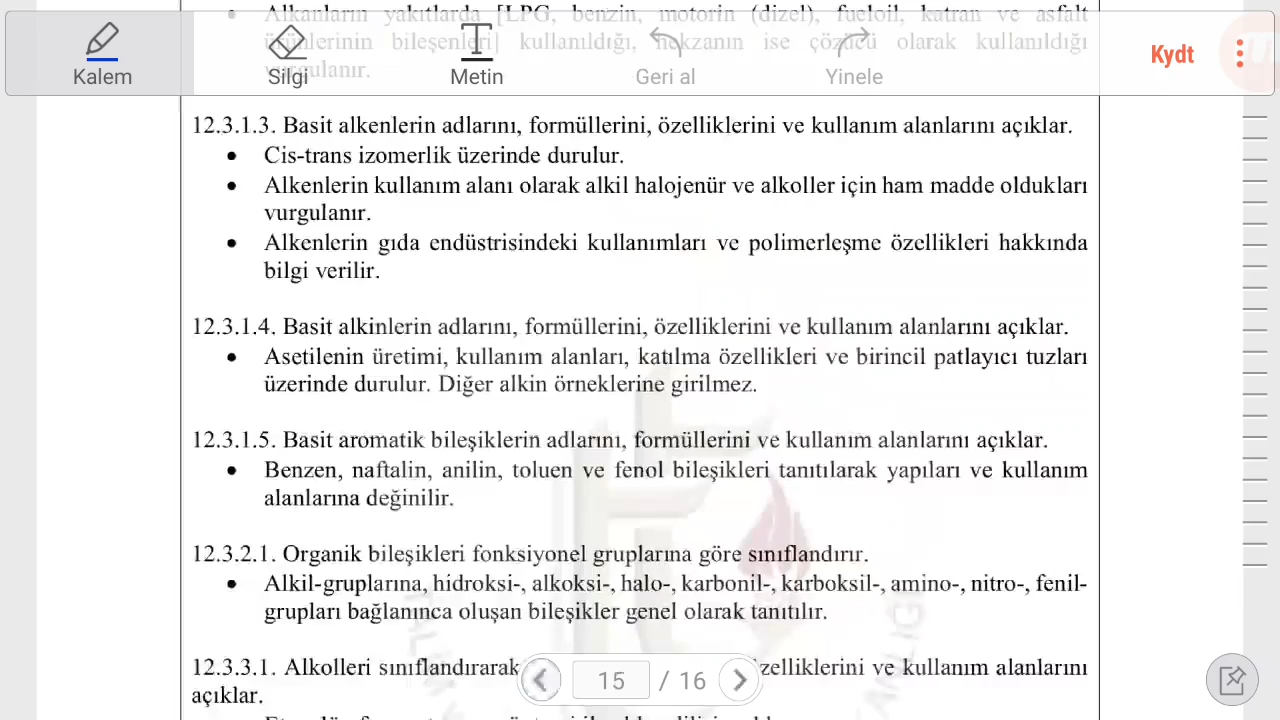 Alkanların yakıtlarda [LPG, benzin, motorin (dizel), fueloil, katran ve asfalt
ürünlerinin bileşenleri] kullanıldığı, hekzanın ise çözücü olarak kullanıldığı
vurgulanır.
Kalem
Silgi
Metin
Geri al
Yinele
Kydt
12.3.1.3. Basit alkenlerin adlarını, formüllerini, özelliklerini ve kullanım alanlarını açıklar.
• Cis-trans izomerlik üzerinde durulur.
• Alkenlerin kullanım alanı olarak alkil halojenür ve alkoller için ham madde oldukları
vurgulanır.
• Alkenlerin gıda endüstrisindeki kullanımları ve polimerleşme özellikleri hakkında
bilgi verilir.
12.3.1.4. Basit alkinlerin adlarını, formüllerini, özelliklerini ve kullanım alanlarını açıklar.
• Asetilenin üretimi, kullanım alanları, katılma özellikleri ve birincil patlayıcı tuzları
üzerinde durulur. Diğer alkin örneklerine girilmez.
12.3.1.5. Basit aromatik bileşiklerin adlarını, formüllerini ve kullanım alanlarını açıklar.
• Benzen, naftalin, anilin, toluen ve fenol bileşikleri tanıtılarak yapıları ve kullanım
alanlarına değinilir.
12.3.2.1. Organik bileşikleri fonksiyonel gruplarına göre sınıflandırır.
• Alkil-gruplarına, hidroksi-, alkoksi-, halo-, karbonil-, karboksil-, amino-, nitro-, fenil-
grupları bağlanınca oluşan bileşikler genel olarak tanıtılır.
12.3.3.1. Alkolleri sınıflandırarak özelliklerini ve kullanım alanlarını
açıklar.
15 / 16